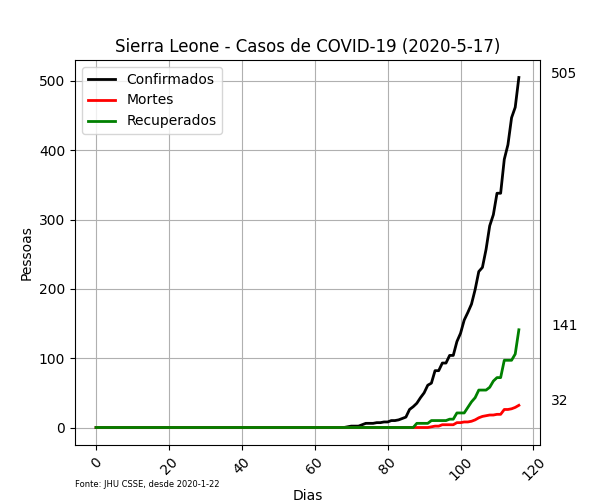 Sierra Leone - Casos de COVID-19 (2020-5-17)
Confirmados
Mortes
Recuperados
505
141
32
500
400
300
200
100
0
Pessoas
0 20 40 60 80 100 120
Fonte: JHU CSSE, desde 2020-1-22
Dias